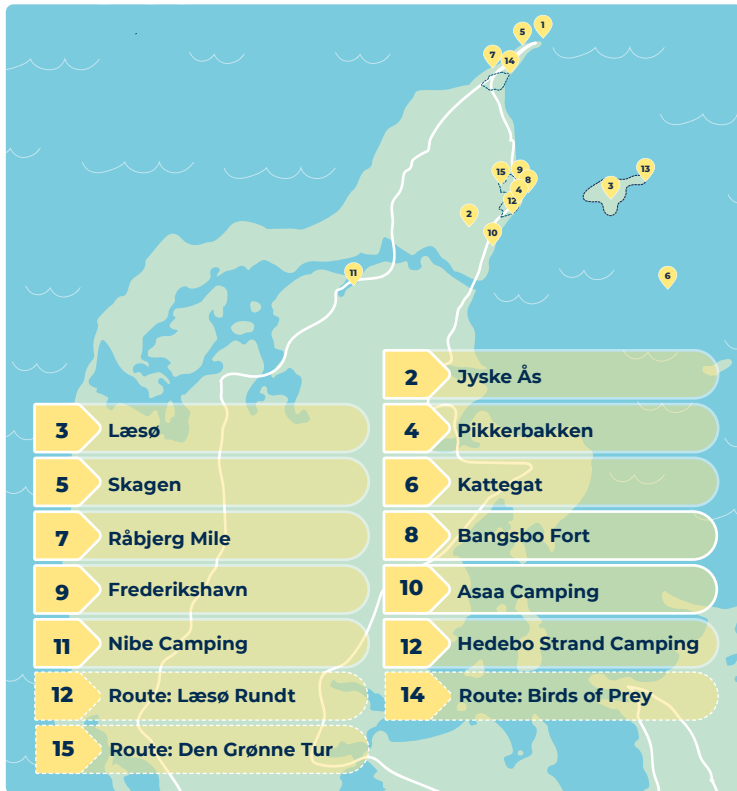 1
5
7
14
15
9
8
4
12
2
10
3
13
11
6
2 Jyske Ås
3 Læsø
4 Pikkerbakken
5 Skagen
6 Kattegat
7 Råbjerg Mile
8 Bangsbo Fort
9 Frederikshavn
10 Asaa Camping
11 Nibe Camping
12 Hedebo Strand Camping
12 Route: Læsø Rundt
14 Route: Birds of Prey
15 Route: Den Grønne Tur